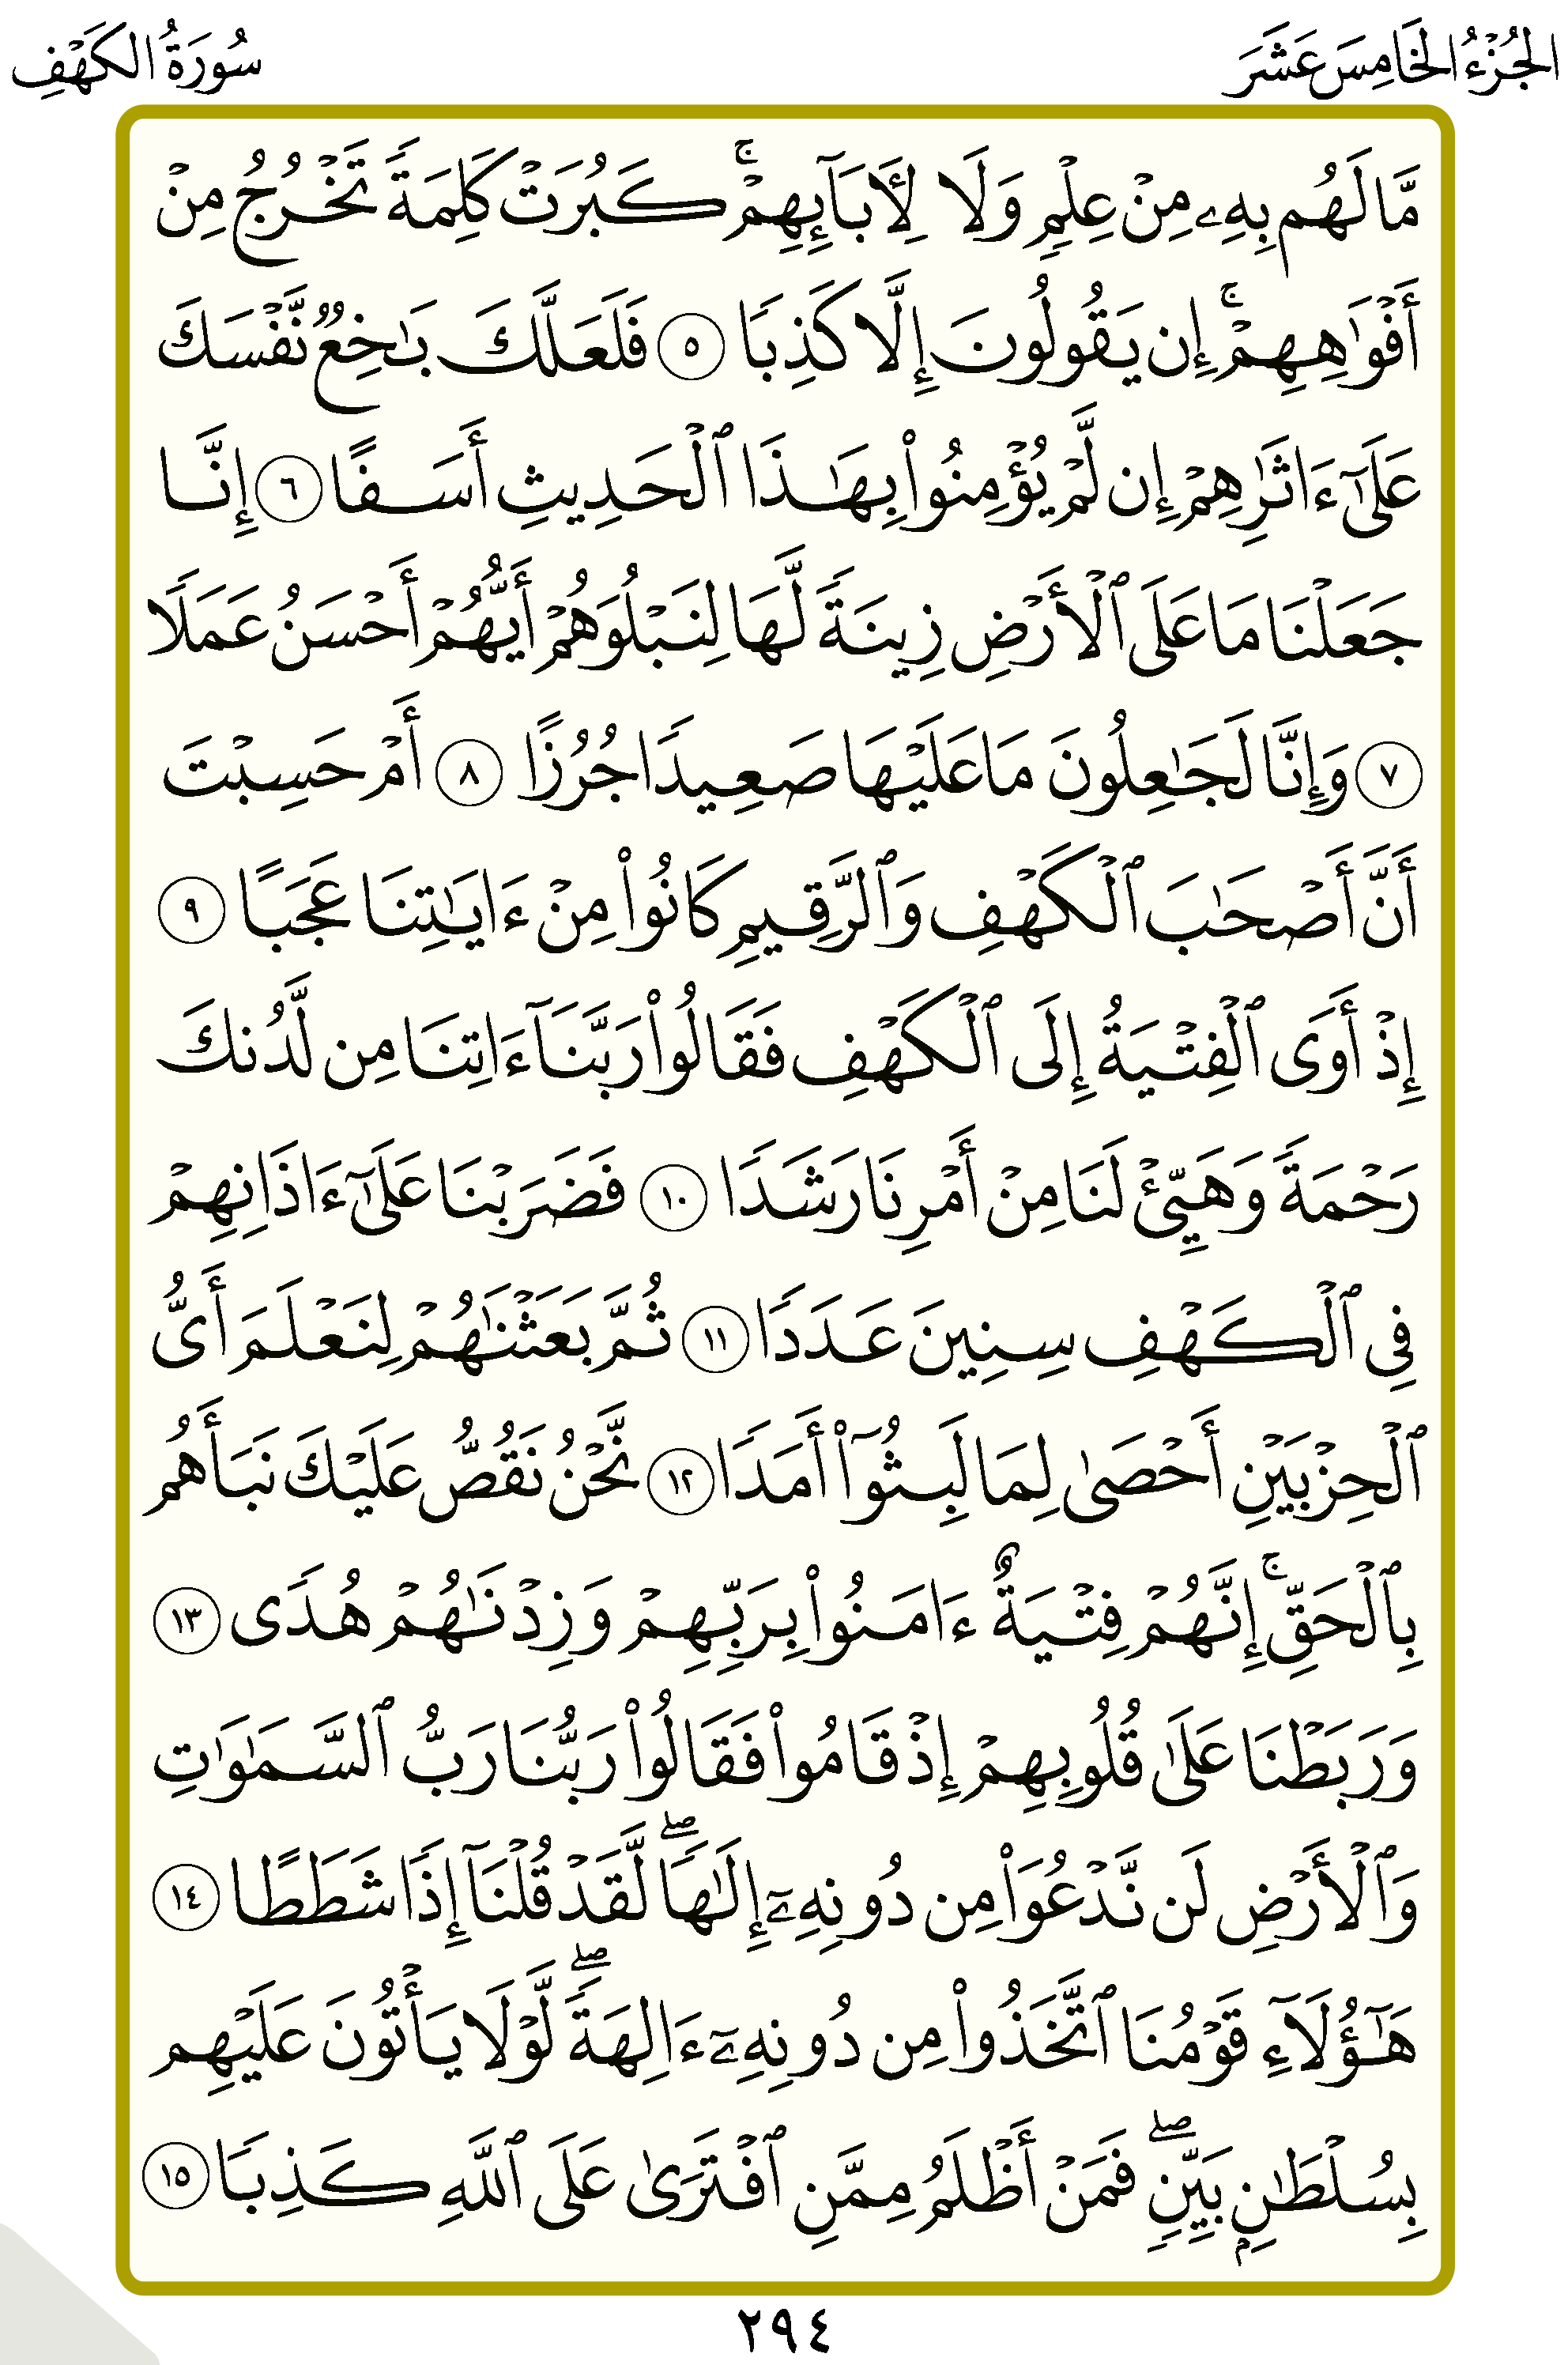 الجُزْءُ الخَامِسَ عَشَرَ
سُورَةُ الكَهْفِ
مَّا لَهُم بِهِۦ مِنْ عِلْمٍ وَلَا لِأٓبَآئِهِمْ ۚ كَبُرَتْ كَلِمَةً تَخْرُجُ مِنْ
أَفْوَٰهِهِمْ ۚ إِن يَقُولُونَ إِلَّا كَذِبًا ٥ فَلَعَلَّكَ بَـٰخِعٌ نَّفْسَكَ
عَلَىٰٓ ءَاثَـٰرِهِمْ إِن لَّمْ يُؤْمِنُوا۟ بِهَـٰذَا ٱلْحَدِيثِ أَسَفًا ٦ إِنَّا
جَعَلْنَا مَا عَلَى ٱلْأَرْضِ زِينَةً لَّهَا لِنَبْلُوَهُمْ أَيُّهُمْ أَحْسَنُ عَمَلًا
٧ وَإِنَّا لَجَـٰعِلُونَ مَا عَلَيْهَا صَعِيدًا جُرُزًا ٨ أَمْ حَسِبْتَ
أَنَّ أَصْحَـٰبَ ٱلْكَهْفِ وَٱلرَّقِيمِ كَانُوا۟ مِنْ ءَايَـٰتِنَا عَجَبًا ٩
إِذْ أَوَى ٱلْفِتْيَةُ إِلَى ٱلْكَهْفِ فَقَالُوا۟ رَبَّنَآ ءَاتِنَا مِن لَّدُنكَ
رَحْمَةً وَهَيِّئْ لَنَا مِنْ أَمْرِنَا رَشَدًا ١٠ فَضَرَبْنَا عَلَىٰٓ ءَاذَانِهِمْ
فِى ٱلْكَهْفِ سِنِينَ عَدَدًا ١١ ثُمَّ بَعَثْنَـٰهُمْ لِنَعْلَمَ أَىُّ
ٱلْحِزْبَيْنِ أَحْصَىٰ لِمَا لَبِثُوٓا۟ أَمَدًا ١٢ نَّحْنُ نَقُصُّ عَلَيْكَ نَبَأَهُم
بِٱلْحَقِّ ۚ إِنَّهُمْ فِتْيَةٌ ءَامَنُوا۟ بِرَبِّهِمْ وَزِدْنَـٰهُمْ هُدًى ١٣
وَرَبَطْنَا عَلَىٰ قُلُوبِهِمْ إِذْ قَامُوا۟ فَقَالُوا۟ رَبُّنَا رَبُّ ٱلسَّمَـٰوَٰتِ
وَٱلْأَرْضِ لَن نَّدْعُوَا۟ مِن دُونِهِۦٓ إِلَـٰهًا ۖ لَّقَدْ قُلْنَآ إِذًا شَطَطًا ١٤
هَـٰٓؤُلَآءِ قَوْمُنَا ٱتَّخَذُوا۟ مِن دُونِهِۦٓ ءَالِهَةً ۖ لَّوْلَا يَأْتُونَ عَلَيْهِم
بِسُلْطَـٰنٍۭ بَيِّنٍ ۖ فَمَنْ أَظْلَمُ مِمَّنِ ٱفْتَرَىٰ عَلَى ٱللَّهِ كَذِبًا ١٥
٢٩٤